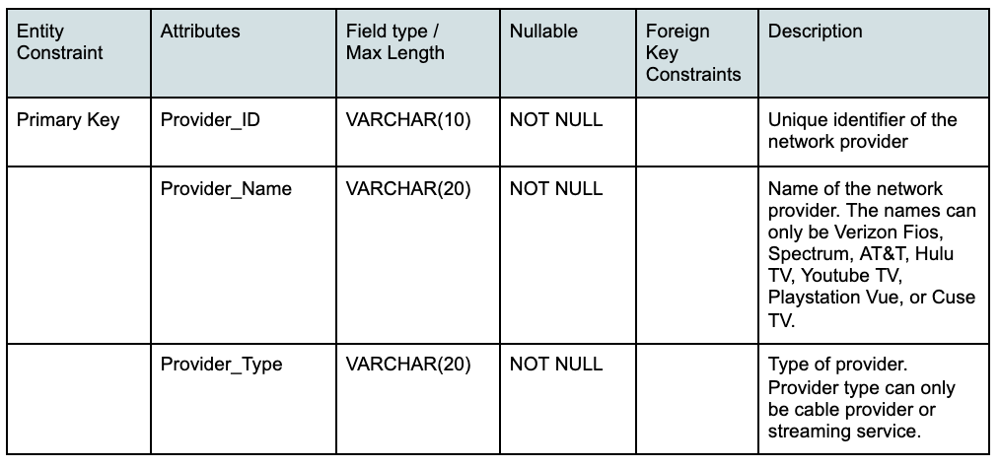 Entity
Constraint
Attributes
Field type /
Max Length
Nullable
Foreign
Key
Constraints
Description
Primary Key
Provider_ID
VARCHAR(10)
NOT NULL
Unique identifier of the
network provider
Provider_Name
VARCHAR(20)
NOT NULL
Name of the network
provider. The names can
only be Verizon Fios,
Spectrum, AT&T, Hulu
TV, Youtube TV,
Playstation Vue, or Cuse
TV.
Provider_Type
VARCHAR(20)
NOT NULL
Type of provider.
Provider type can only
be cable provider or
streaming service.